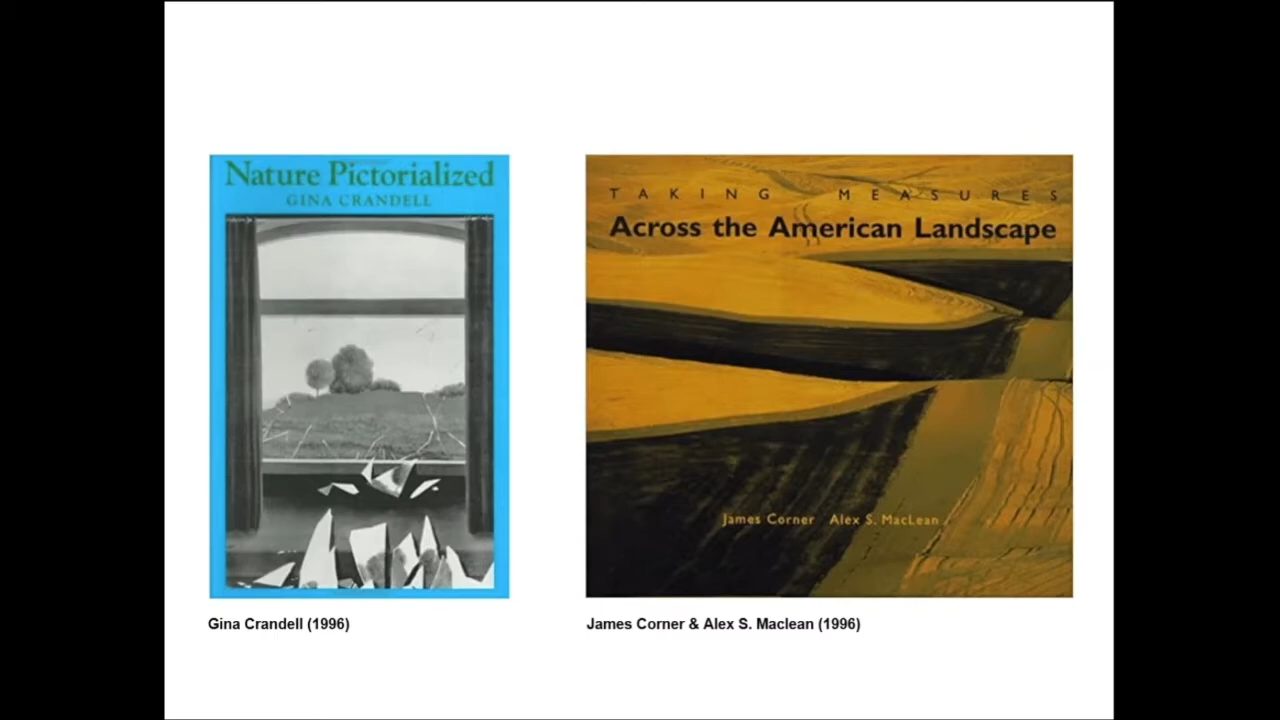 Nature Pictorialized
GINA CRANDELL
TAKING MEASURES
Across the American Landscape
James Corner Alex S. MacLean
Gina Crandell (1996)
James Corner & Alex S. Maclean (1996)